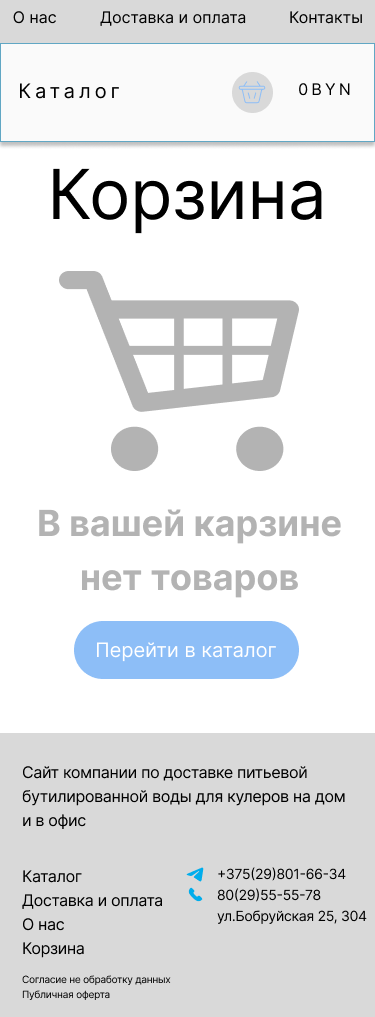 О нас Доставка и оплата Контакты
Каталог 0BYN
Корзина
В вашей карзине
нет товаров
Перейти в каталог
Сайт компании по доставке питьевой
бутилированной воды для кулеров на дом
и в офис
Каталог
Доставка и оплата
О нас
Корзина
+375(29)801-66-34
80(29)55-55-78
ул.Бобруйская 25, 304
Согласие не обработку данных
Публичная оферта